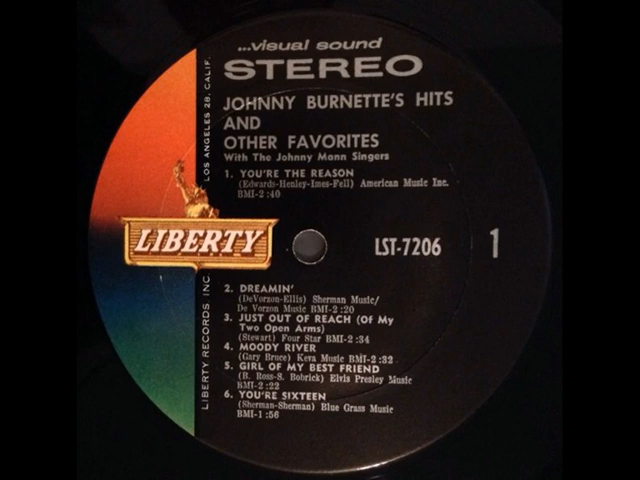 ...visual sound
STEREO
JOHNNY BURNETTE'S HITS
AND
OTHER FAVORITES
With The Johnny Mann Singers
1. YOU'RE THE REASON
(Edwards-Henley-Imes-Fell) American Music Inc.
BMI-2:40
LIBERTY
LST-7206
1
2. DREAMIN'
(DeVorzon-Ellis) Sherman Music/
De Vorzon Music BMI-2:20
3. JUST OUT OF REACH (Of My
Two Open Arms)
(Stewart) Four Star BMI-2:34
4. MOODY RIVER
(Gary Bruce) Keva Music BMI-2:32
5. GIRL OF MY BEST FRIEND
(B. Ross-S. Bobrick) Elvis Presley Music
BMI-2:22
6. YOU'RE SIXTEEN
(Sherman-Sherman) Blue Grass Music
BMI-1:56
LIBERTY RECORDS INC.
LOS ANGELES 28, CALIF.